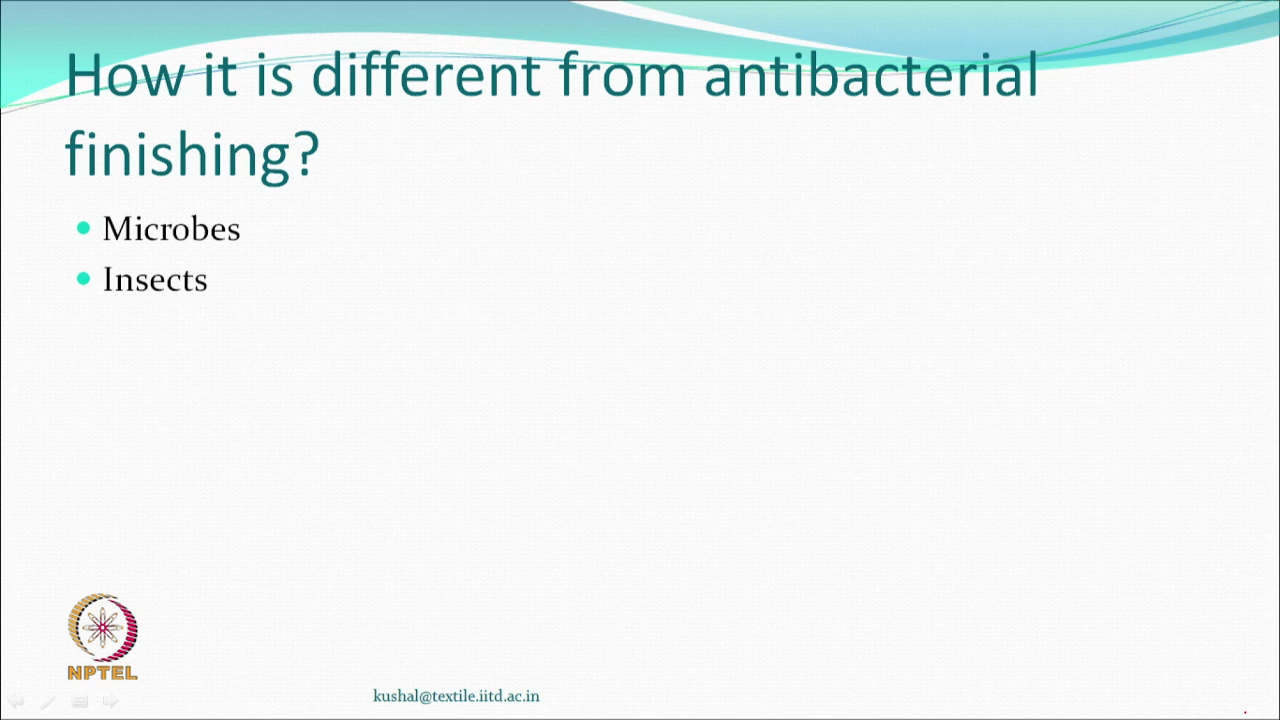 How it is different from antibacterial
finishing?
Microbes
Insects
NPTEL
kushal@textile.iitd.ac.in